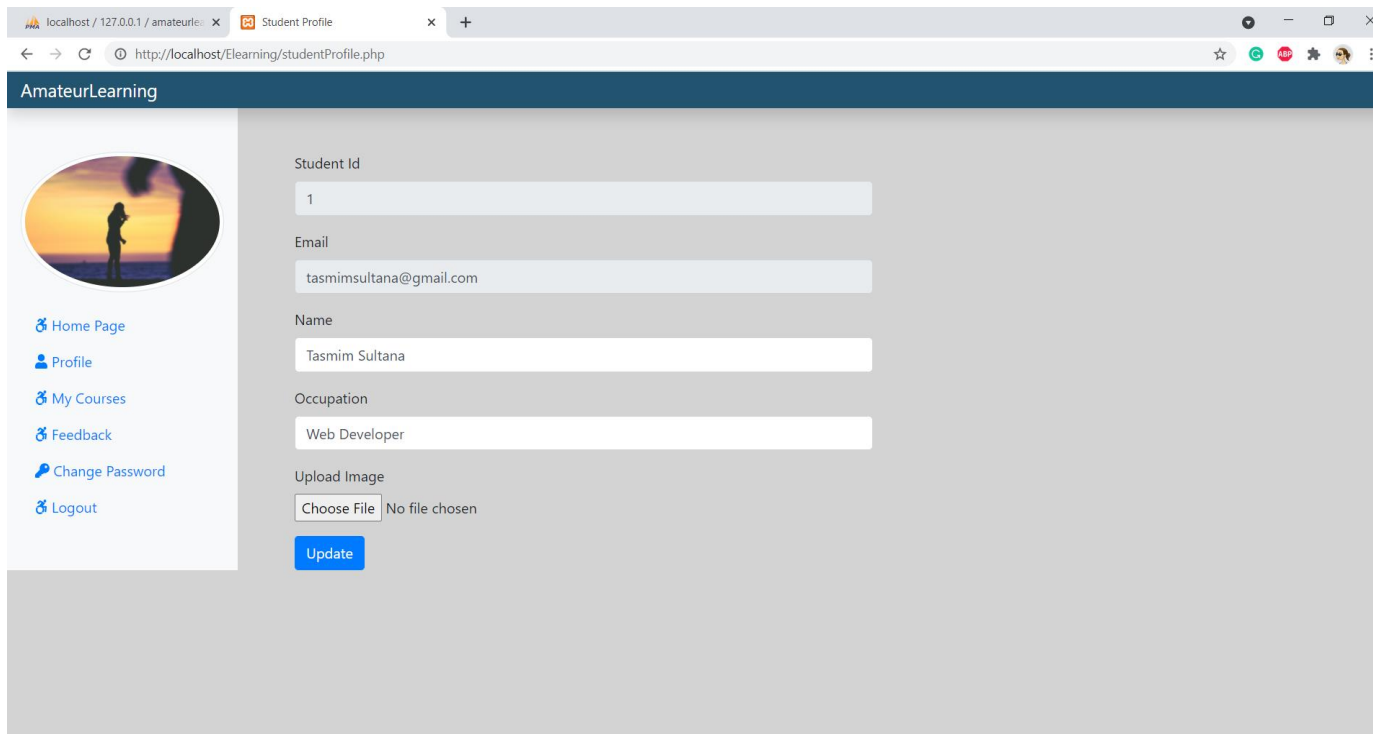 localhost / 127.0.0.1 / amateurlea
Student Profile
http://localhost/Elearning/studentProfile.php
ABP
AmateurLearning
Student Id
1
Email
tasmimsultana@gmail.com
Home Page
Name
Profile
Tasmim Sultana
My Courses
Occupation
Feedback
Web Developer
Change Password
Upload Image
Logout
Choose File No file chosen
Update